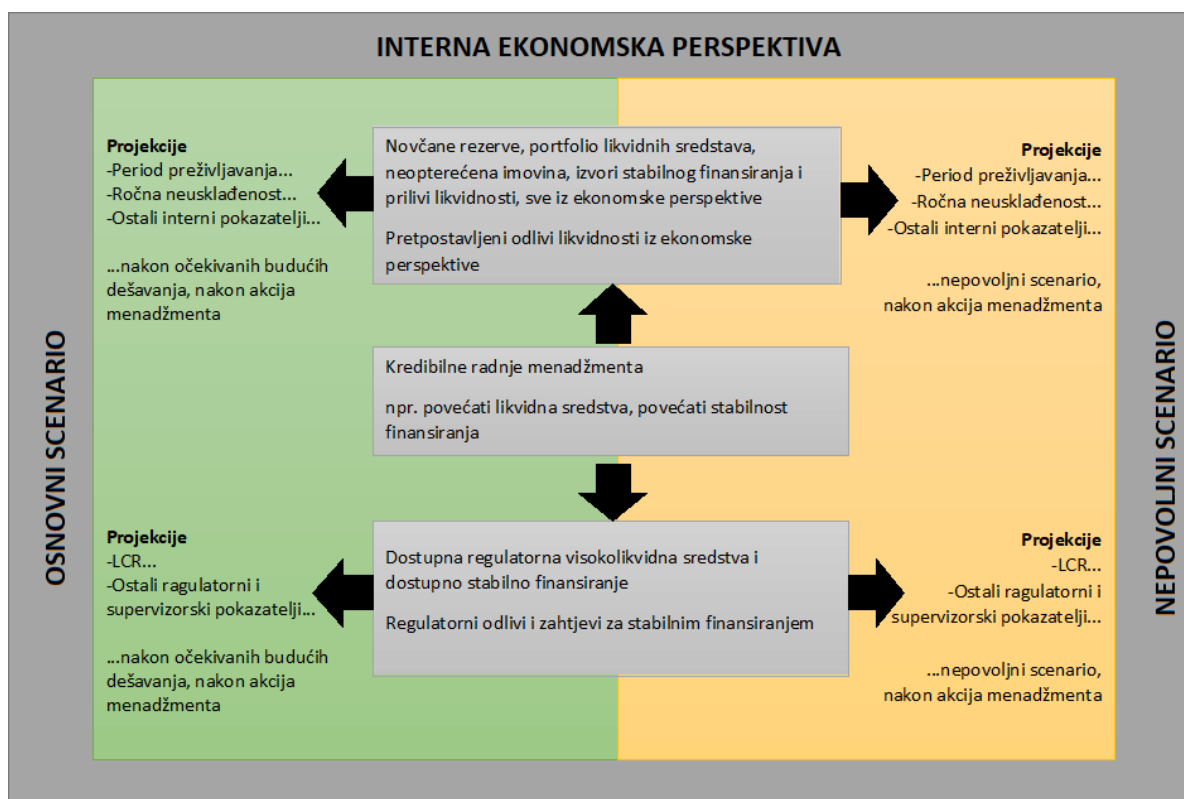 INTERNA EKONOMSKA PERSPEKTIVA
OSNOVNI SCENARIO
Projekcije
-Period preživljavanja...
-Ročna neusklađenost...
-Ostali interni pokazatelji...
...nakon očekivanih budućih
dešavanja, nakon akcija
menadžmenta
Novčane rezerve, portfolio likvidnih sredstava,
neopterećena imovina, izvori stabilnog finansiranja i
prilivi likvidnosti, sve iz ekonomske perspektive
Pretpostavljeni odlivi likvidnosti iz ekonomske
perspektive
Projekcije
-Period preživljavanja...
-Ročna neusklađenost...
-Ostali interni pokazatelji...
...nepovoljni scenario,
nakon akcija menadžmenta
Kredibilne radnje menadžmenta
npr. povećati likvidna sredstva, povećati stabilnost
finansiranja
Projekcije
-LCR...
-Ostali ragulatorni i
supervizorski pokazatelji...
...nakon očekivanih budućih
dešavanja, nakon akcija
menadžmenta
Dostupna regulatorna visokolikvidna sredstva i
dostupno stabilno finansiranje
Regulatorni odlivi i zahtjevi za stabilnim finansiranjem
Projekcije
-LCR...
-Ostali ragulatorni i
supervizorski pokazatelji...
...nepovoljni scenario,
nakon akcija menadžmenta
NEPOVOLJNI SCENARIO